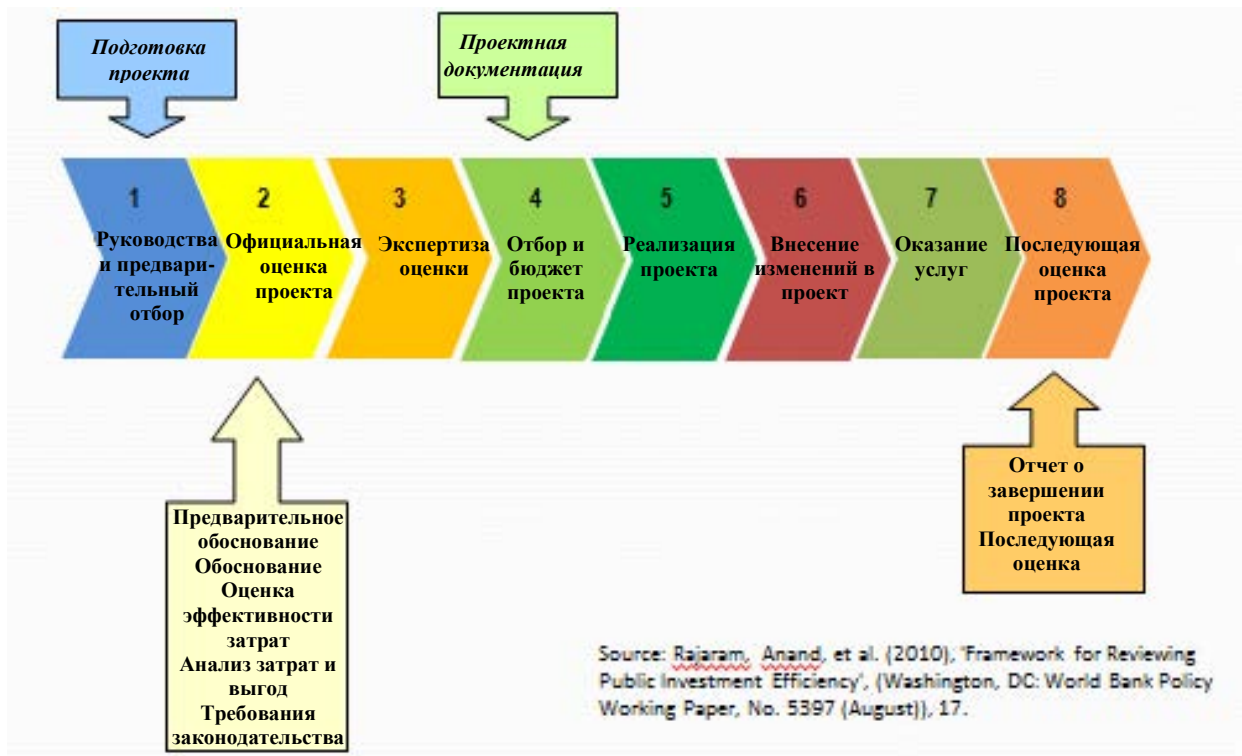 Подготовка
проекта
Проектная
документация
1
Руководства
и предвари-
тельный
отбор
2
Официальная
оценка
проекта
3
Экспертиза
оценки
4
Отбор и
бюджет
проекта
5
Реализация
проекта
6
Внесение
изменений в
проект
7
Оказание
услуг
8
Последующая
оценка
проекта
Предварительное
обоснование
Обоснование
Оценка
эффективности
затрат
Анализ затрат и
выгод
Требования
законодательства
Отчет о
завершении
проекта
Последующая
оценка
Source: Rajaram, Anand, et al. (2010), 'Framework for Reviewing
Public Investment Efficiency', (Washington, DC: World Bank Policy
Working Paper, No. 5397 (August)), 17.